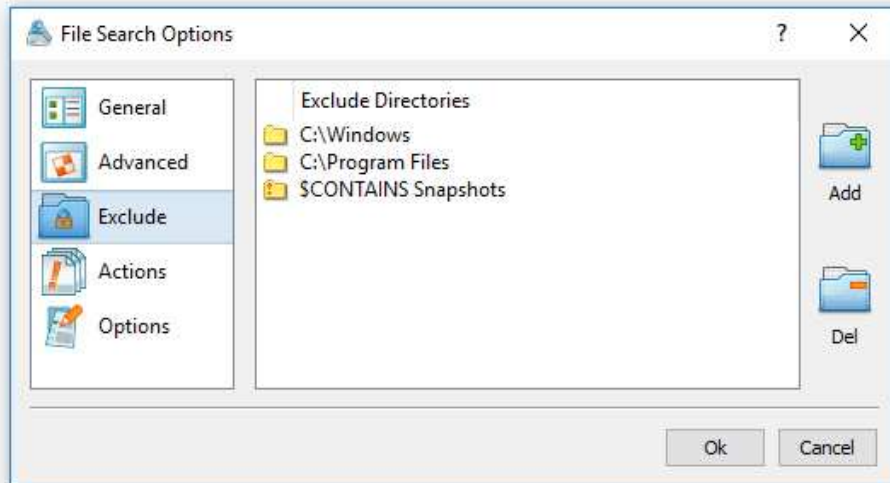 File Search Options
?
General
Advanced
Exclude
Actions
Options
Exclude Directories
C:\Windows
C:\Program Files
$CONTAINS Snapshots
Add
Del
Ok
Cancel